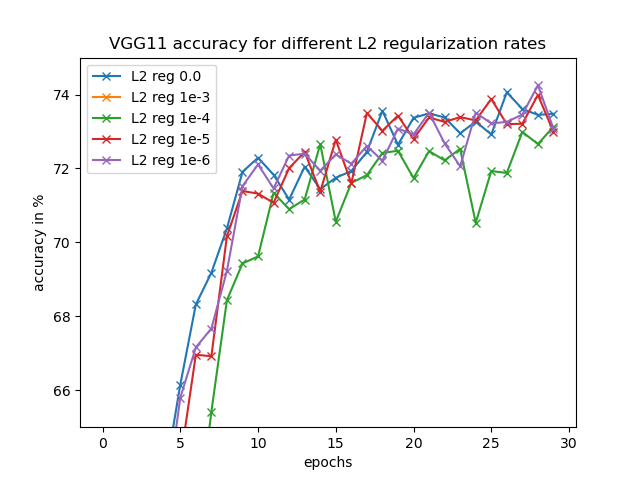 VGG11 accuracy for different L2 regularization rates
L2 reg 0.0
L2 reg 1e-3
L2 reg 1e-4
L2 reg 1e-5
L2 reg 1e-6
74
72
70
68
66
accuracy in %
0 5 10 15 20 25 30
epochs